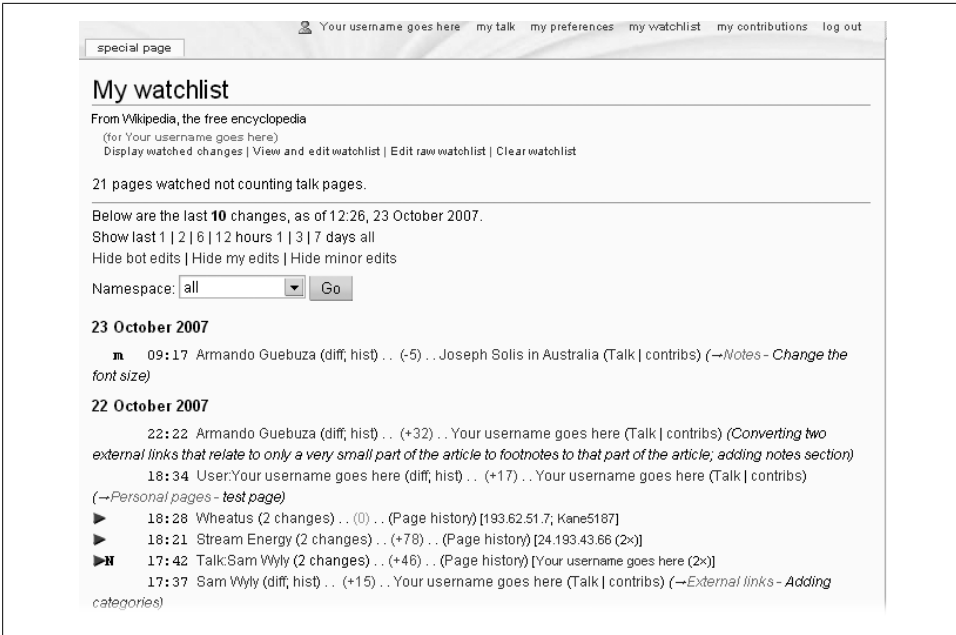 Your username goes here my talk my preferences my watchlist my contributions log out
special page
My watchlist
From Wikipedia, the free encyclopedia
(for Your username goes here)
Display watched changes | View and edit watchlist | Edit raw watchlist | Clear watchlist
21 pages watched not counting talk pages.
Below are the last 10 changes, as of 12:26, 23 October 2007.
Show last 1 | 2 | 6 | 12 hours 1 | 3 | 7 days all
Hide bot edits | Hide my edits | Hide minor edits
Namespace: all Go
23 October 2007
m 09:17 Armando Guebuza (diff; hist) . . (-5) . . Joseph Solis in Australia (Talk | contribs) (→Notes - Change the
font size)
22 October 2007
22:22 Armando Guebuza (diff; hist) . . (+32) . . Your username goes here (Talk | contribs) (Converting two
external links that relate to only a very small part of the article to footnotes to that part of the article; adding notes section)
18:34 User:Your username goes here (diff; hist) . . (+17) . . Your username goes here (Talk | contribs)
(→Personal pages - test page)
18:28 Wheatus (2 changes) . . (0) . . (Page history) [193.62.51.7; Kane5187]
18:21 Stream Energy (2 changes) . . (+78) . . (Page history) [24.193.43.66 (2×)]
N 17:42 Talk:Sam Wyly (2 changes) . . (+46) . . (Page history) [Your username goes here (2×)]
17:37 Sam Wyly (diff; hist) . . (+15) . . Your username goes here (Talk | contribs) (→External links - Adding
categories)